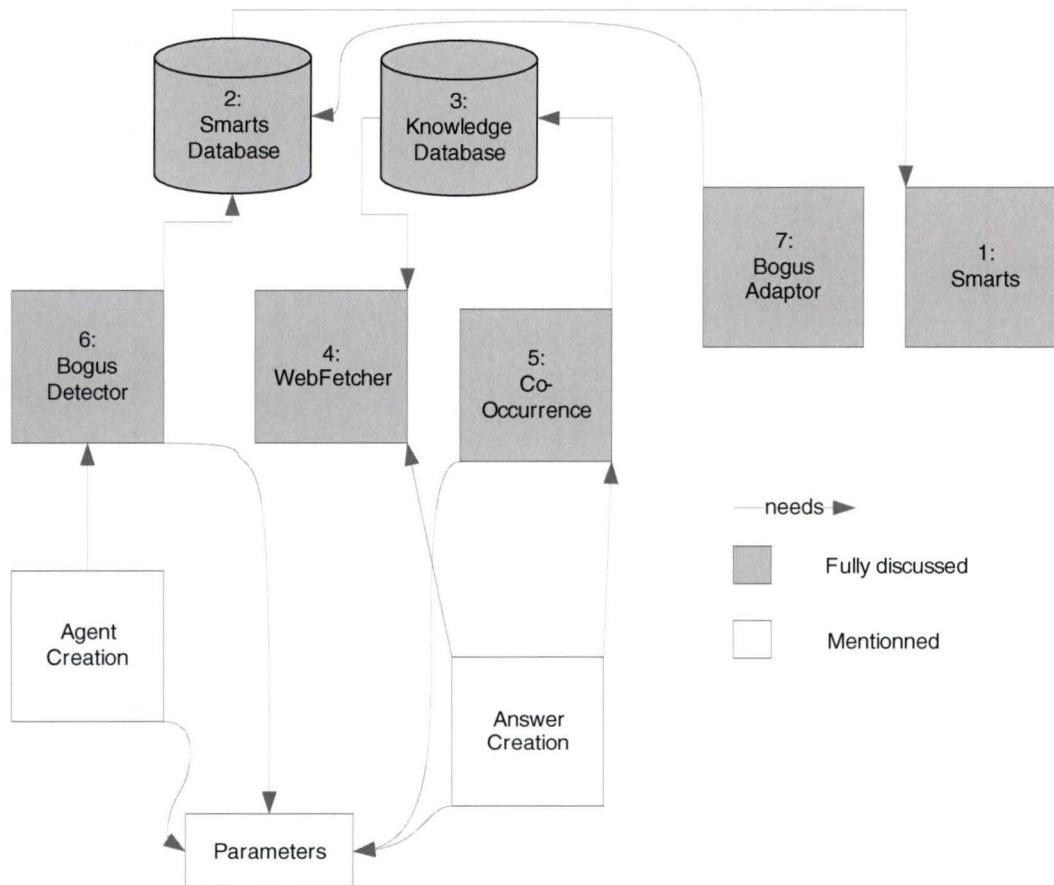 2:
Smarts
Database
3:
Knowledge
Database
7:
Bogus
Adaptor
1:
Smarts
6:
Bogus
Detector
4:
WebFetcher
5:
Co-
Occurrence
needs
Fully discussed
Mentionned
Agent
Creation
Answer
Creation
Parameters